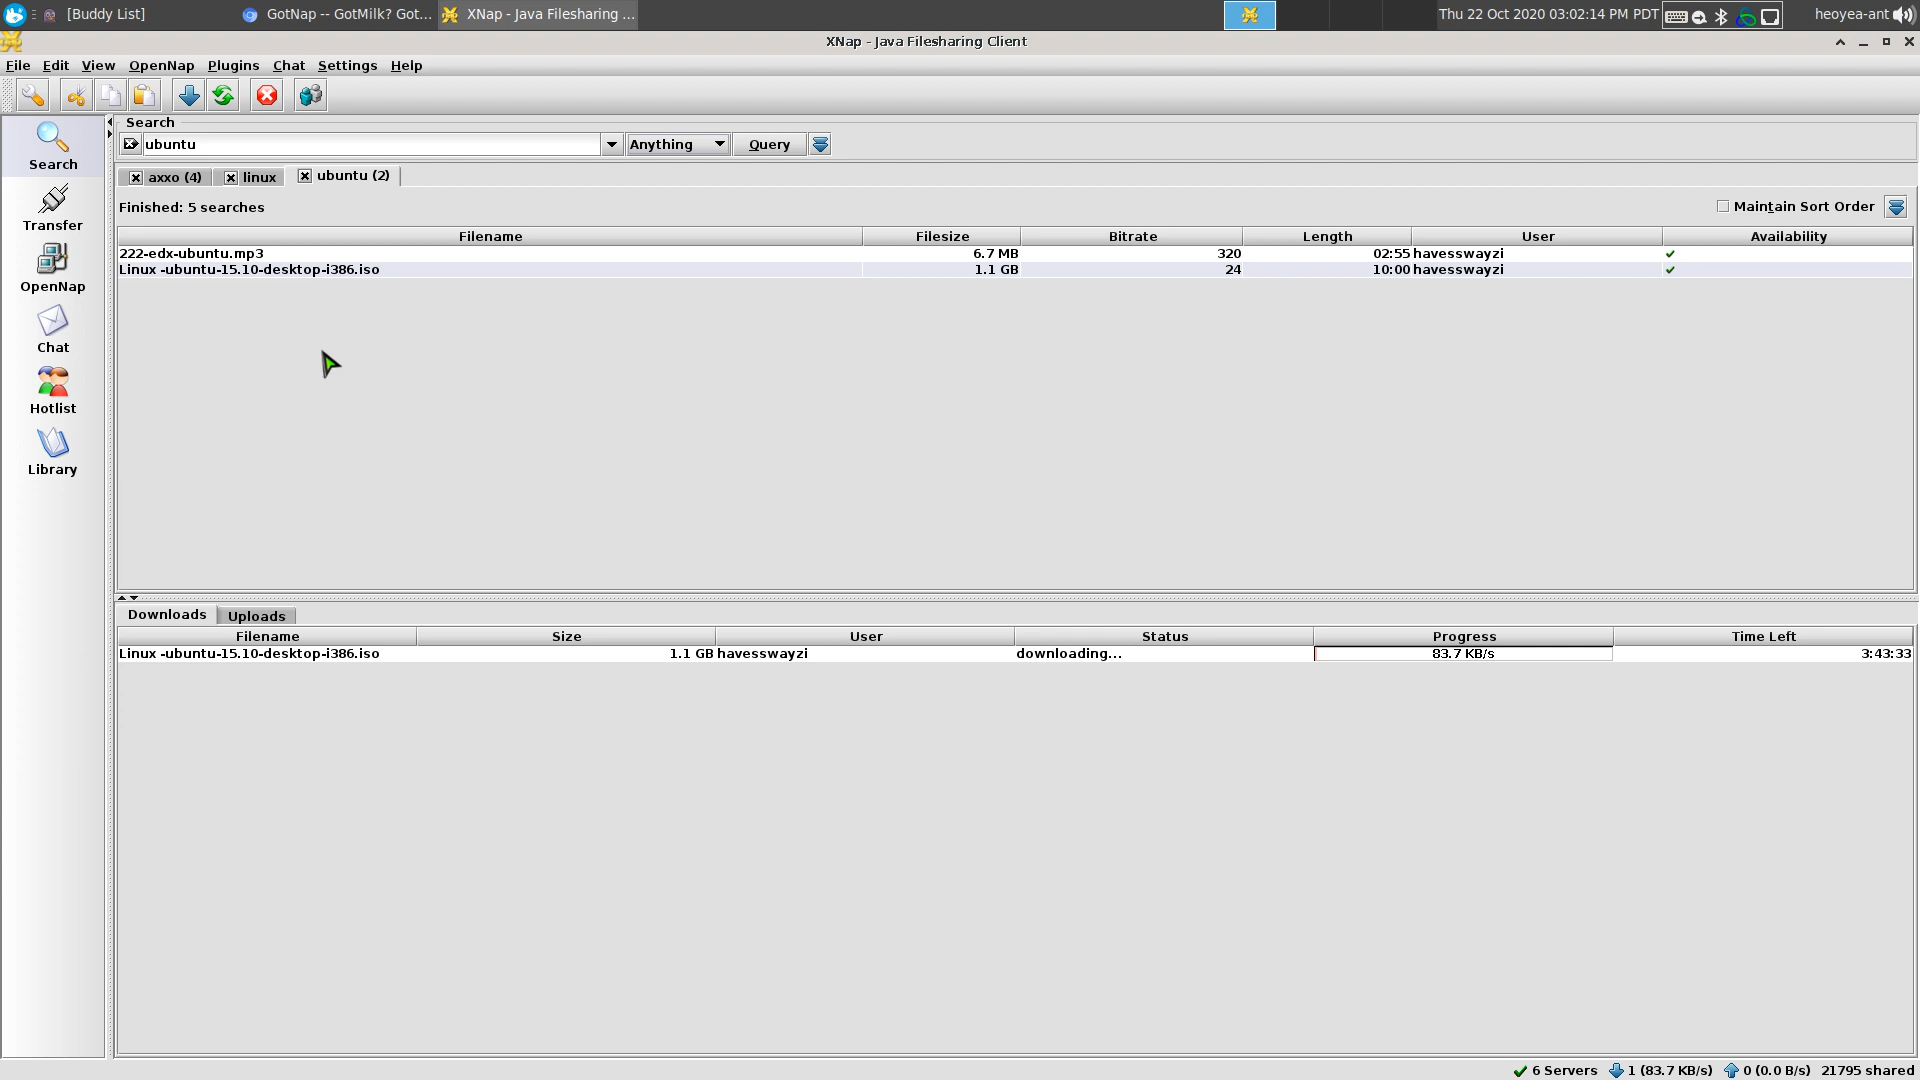 [Buddy List] GotNap -- GotMilk? Got... XNap - Java Filesharing ... Thu 22 Oct 2020 03:02:14 PM PDT heoyea-ant
XNap - Java Filesharing Client
File Edit View OpenNap Plugins Chat Settings Help
Search
Transfer
OpenNap
Chat
Hotlist
Library
Search
ubuntu Anything Query
axxo (4) linux ubuntu (2)
Finished: 5 searches Maintain Sort Order
Filename Filesize Bitrate Length User Availability
222-edx-ubuntu.mp3 6.7 MB 320 02:55 havesswayzi
Linux -ubuntu-15.10-desktop-i386.iso 1.1 GB 24 10:00 havesswayzi
Downloads Uploads
Filename Size User Status Progress Time Left
Linux -ubuntu-15.10-desktop-i386.iso 1.1 GB havesswayzi downloading... 83.7 KB/s 3:43:33
6 Servers 1 (83.7 KB/s) 0 (0.0 B/s) 21795 shared